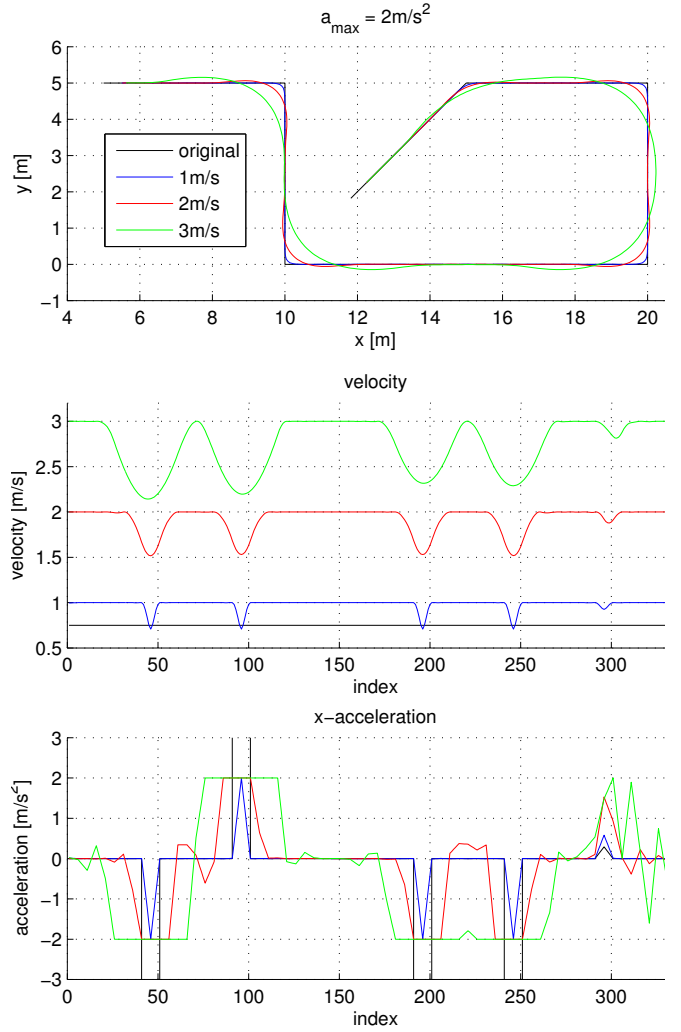 a_max = 2m/s^2
6
5
4
3
2
1
0
−1
y [m]
original
1m/s
2m/s
3m/s
4 6 8 10 12 14 16 18 20
x [m]
velocity
3
2.5
2
1.5
1
0.5
velocity [m/s]
0 50 100 150 200 250 300
index
x−acceleration
3
2
1
0
−1
−2
−3
acceleration [m/s^2]
0 50 100 150 200 250 300
index